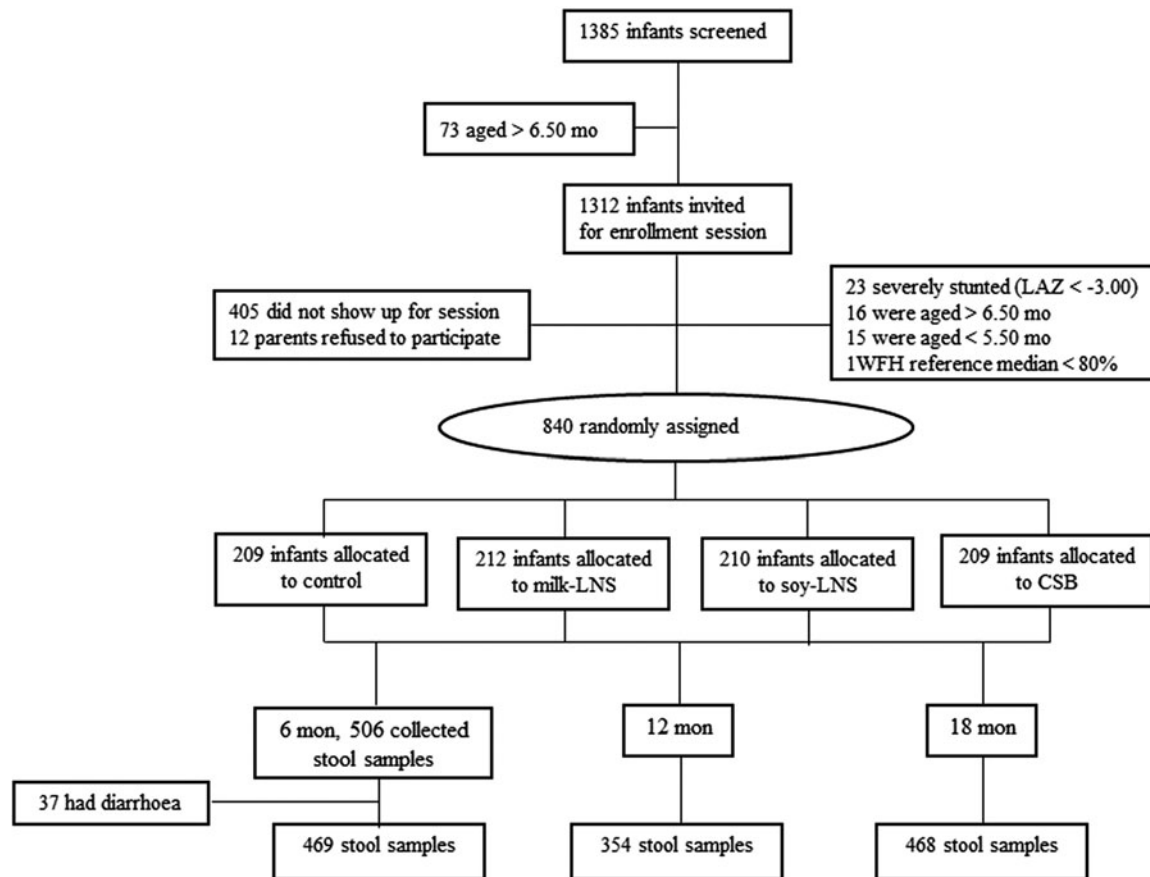 1385 infants screened
73 aged > 6.50 mo
1312 infants invited
for enrollment session
405 did not show up for session
12 parents refused to participate
23 severely stunted (LAZ < -3.00)
16 were aged > 6.50 mo
15 were aged < 5.50 mo
1WFH reference median < 80%
840 randomly assigned
209 infants allocated
to control
212 infants allocated
to milk-LNS
210 infants allocated
to soy-LNS
209 infants allocated
to CSB
6 mon, 506 collected
stool samples
12 mon
18 mon
37 had diarrhoea
469 stool samples
354 stool samples
468 stool samples